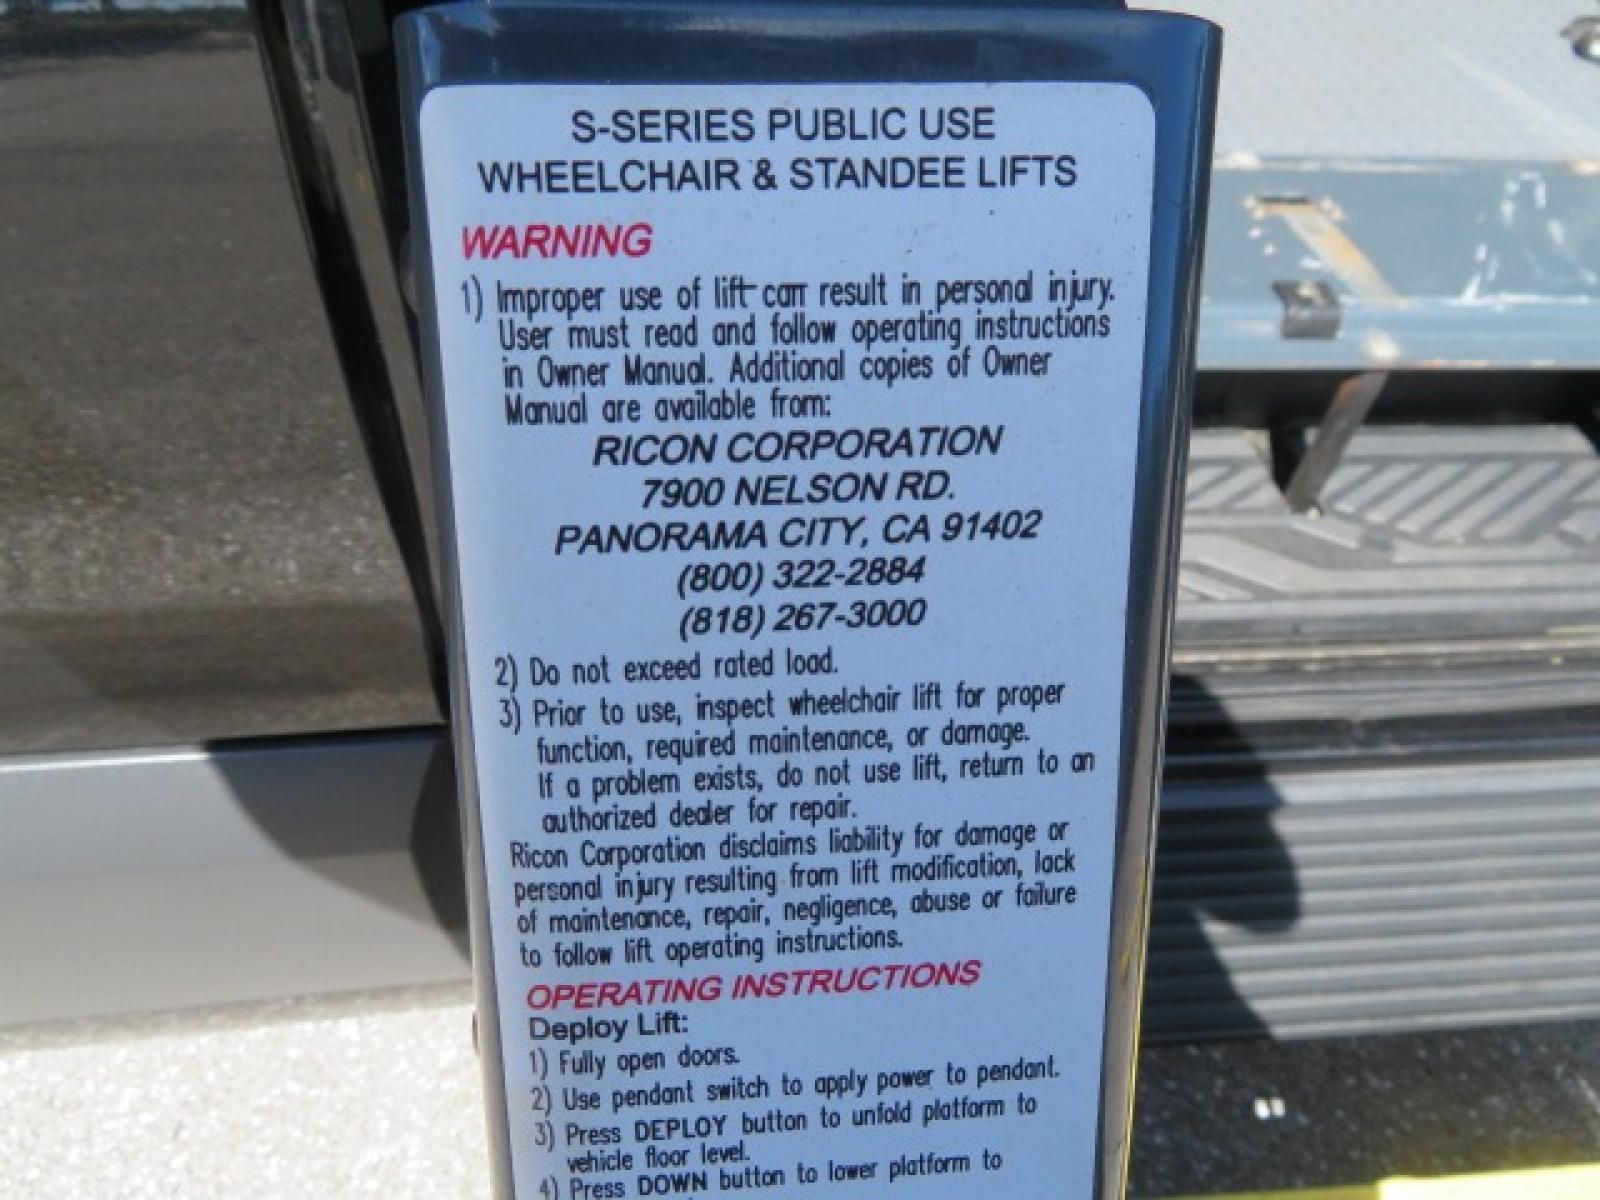 S-SERIES PUBLIC USE
WHEELCHAIR & STANDEE LIFTS
WARNING
1) Improper use of lift can result in personal injury.
User must read and follow operating instructions
in Owner Manual. Additional copies of Owner
Manual are available from:
RICON CORPORATION
7900 NELSON RD.
PANORAMA CITY, CA 91402
(800) 322-2884
(818) 267-3000
2) Do not exceed rated load.
3) Prior to use, inspect wheelchair lift for proper
function, required maintenance, or damage.
If a problem exists, do not use lift, return to an
authorized dealer for repair.
Ricon Corporation disclaims liability for damage or
personal injury resulting from lift modification, lack
of maintenance, repair, negligence, abuse or failure
to follow lift operating instructions.
OPERATING INSTRUCTIONS
Deploy Lift:
1) Fully open doors.
2) Use pendant switch to apply power to pendant.
3) Press DEPLOY button to unfold platform to
vehicle floor level.
4) Press DOWN button to lower platform to